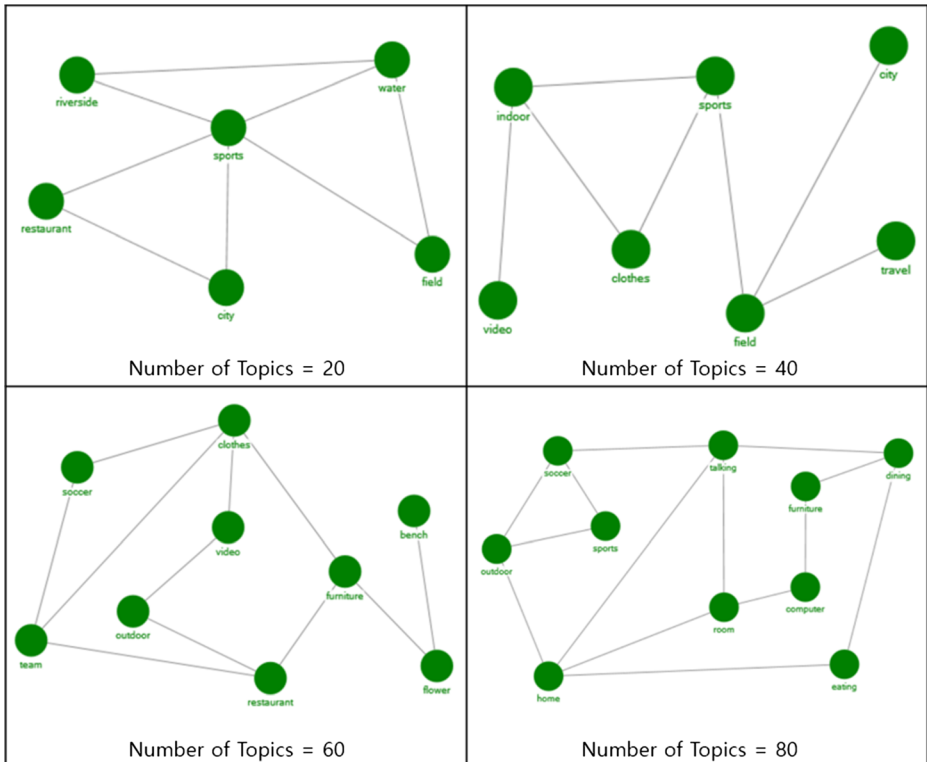 riverside
water
sports
restaurant
field
city
Number of Topics = 20
city
indoor
sports
clothes
travel
video
field
Number of Topics = 40
clothes
soccer
bench
video
furniture
outdoor
team
flower
restaurant
Number of Topics = 60
soccer
talking
dining
furniture
sports
outdoor
computer
room
eating
home
Number of Topics = 80